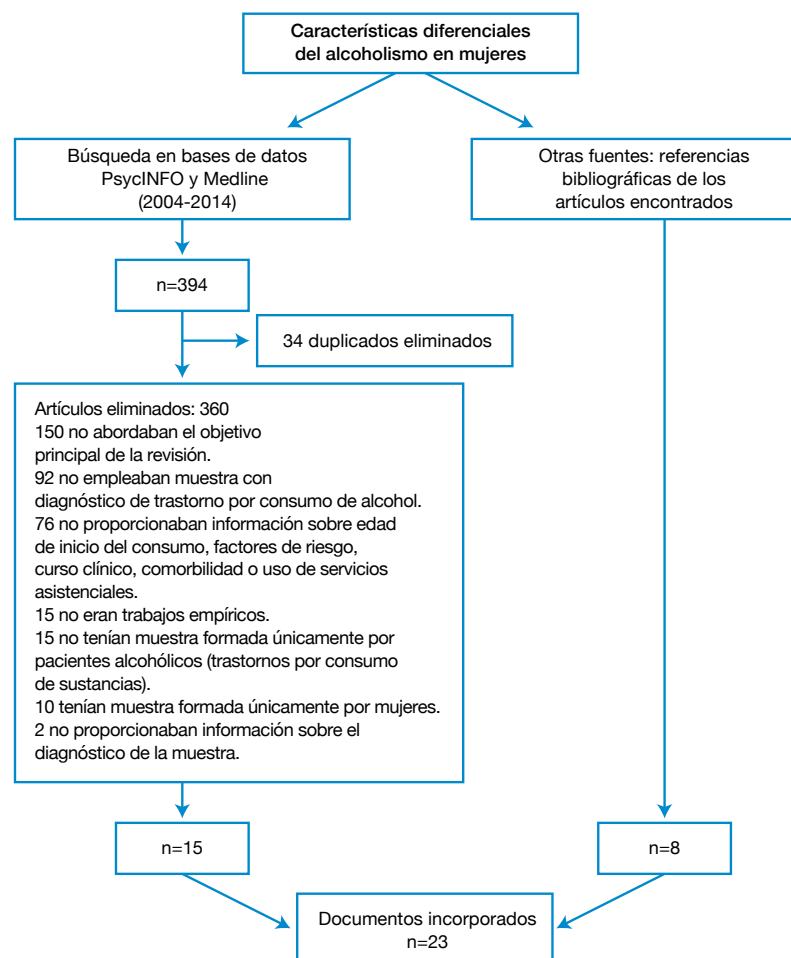 Características diferenciales
del alcoholismo en mujeres
Búsqueda en bases de datos
PsycINFO y Medline
(2004-2014)
Otras fuentes: referencias
bibliográficas de los
artículos encontrados
n=394
34 duplicados eliminados
Artículos eliminados: 360
150 no abordaban el objetivo
principal de la revisión.
92 no empleaban muestra con
diagnóstico de trastorno por consumo de alcohol.
76 no proporcionaban información sobre edad
de inicio del consumo, factores de riesgo,
curso clínico, comorbilidad o uso de servicios
asistenciales.
15 no eran trabajos empíricos.
15 no tenían muestra formada únicamente por
pacientes alcohólicos (trastornos por consumo
de sustancias).
10 tenían muestra formada únicamente por mujeres.
2 no proporcionaban información sobre el
diagnóstico de la muestra.
n=15
n=8
Documentos incorporados
n=23